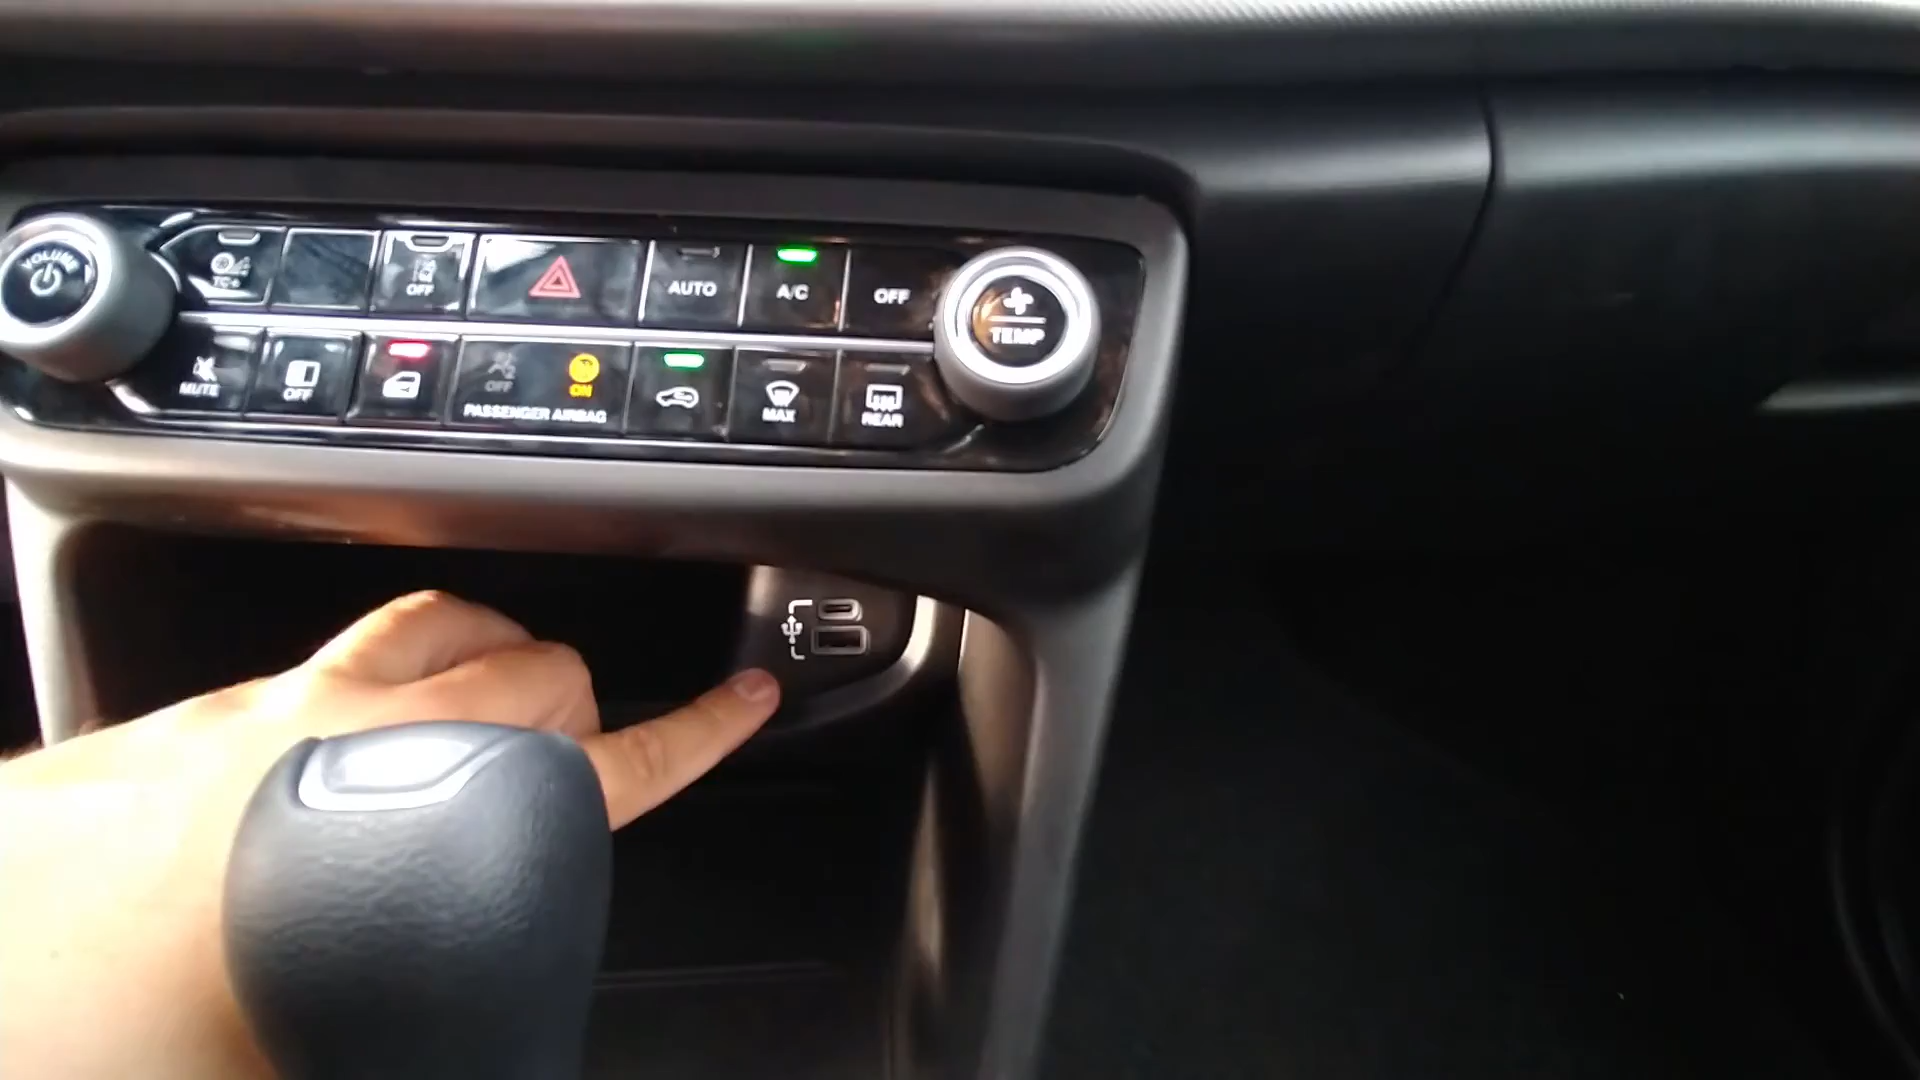 VOLUME
TC+
OFF
AUTO
A/C
OFF
TEMP
MUTE
OFF
OFF
ON
PASSENGER AIRBAG
MAX
REAR